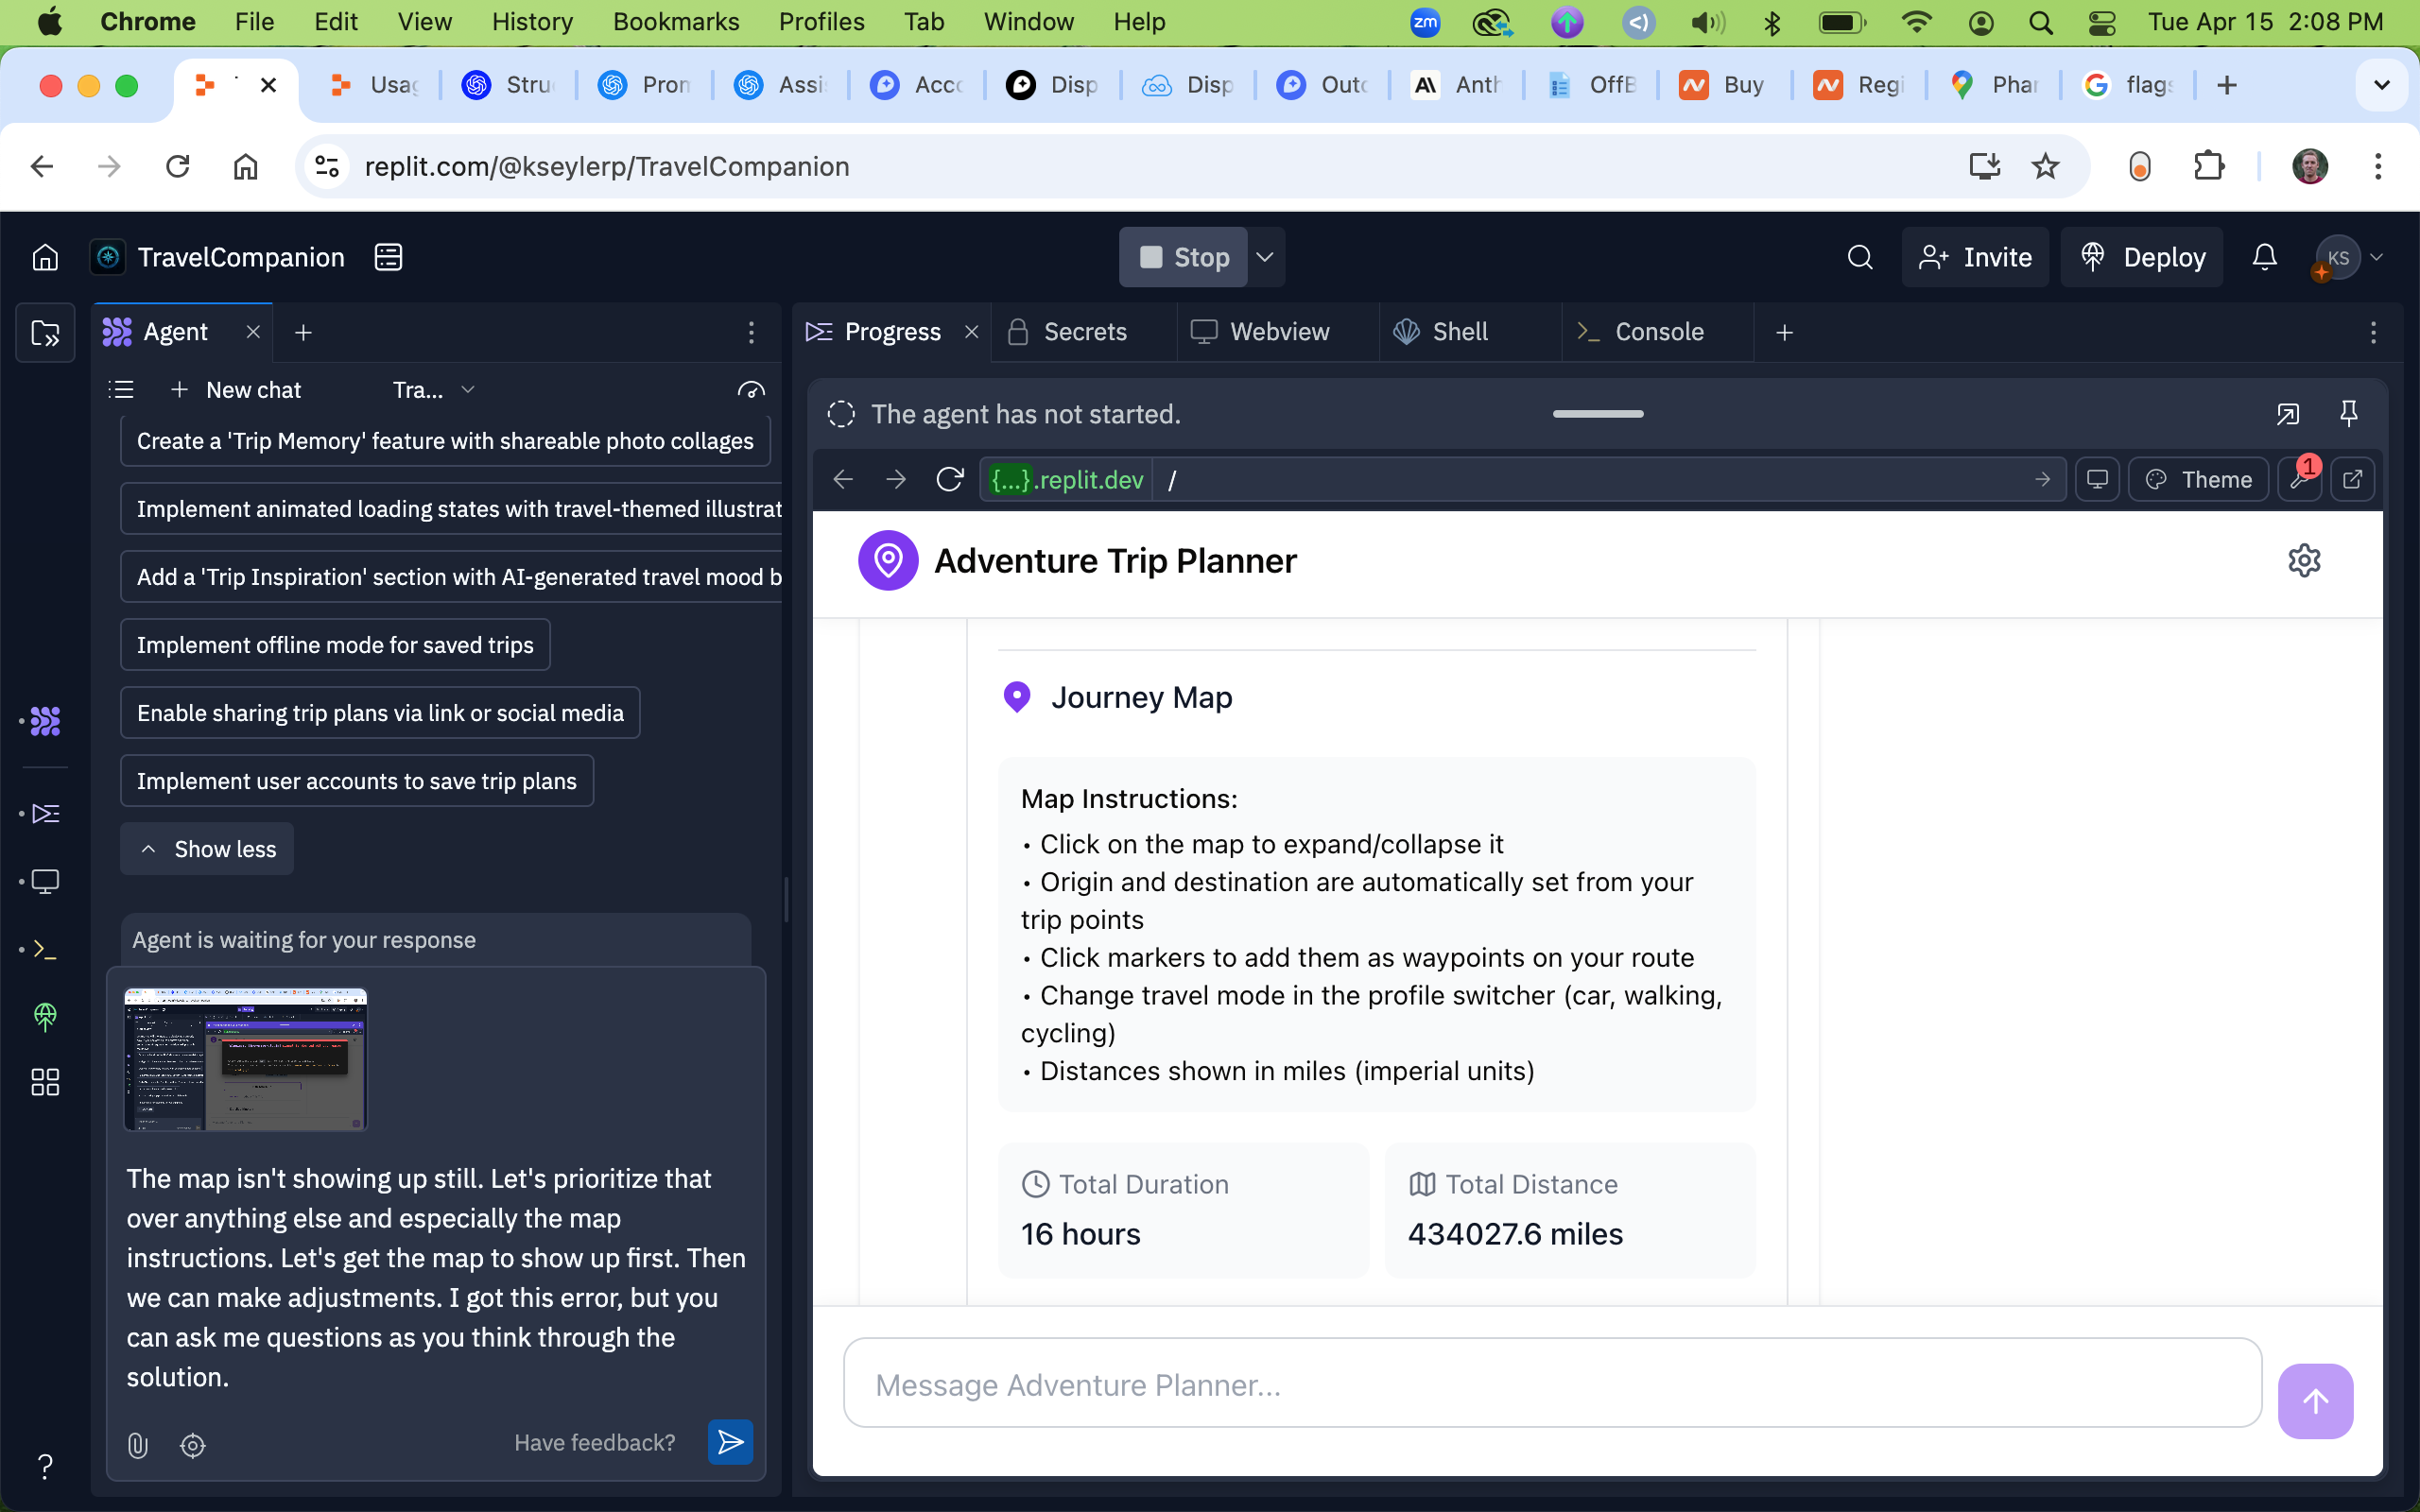 Chrome File Edit View History Bookmarks Profiles Tab Window Help zm Tue Apr 15 2:08 PM
Usag Stru Prom Assi Acco Disp Disp Outd Anth OffB Buy Regi Phar flags
replit.com/@kseylerp/TravelCompanion
TravelCompanion Stop Invite Deploy KS
Agent Progress Secrets Webview Shell Console
New chat Tra...
The agent has not started.
Create a 'Trip Memory' feature with shareable photo collages
Implement animated loading states with travel-themed illustrat
Add a 'Trip Inspiration' section with AI-generated travel mood b
Implement offline mode for saved trips
Enable sharing trip plans via link or social media
Implement user accounts to save trip plans
Show less
Agent is waiting for your response
The map isn't showing up still. Let's prioritize that
over anything else and especially the map
instructions. Let's get the map to show up first. Then
we can make adjustments. I got this error, but you
can ask me questions as you think through the
solution.
Have feedback?
?
{...}.replit.dev / Theme 1
Adventure Trip Planner
Journey Map
Map Instructions:
• Click on the map to expand/collapse it
• Origin and destination are automatically set from your
trip points
• Click markers to add them as waypoints on your route
• Change travel mode in the profile switcher (car, walking,
cycling)
• Distances shown in miles (imperial units)
Total Duration
16 hours
Total Distance
434027.6 miles
Message Adventure Planner...